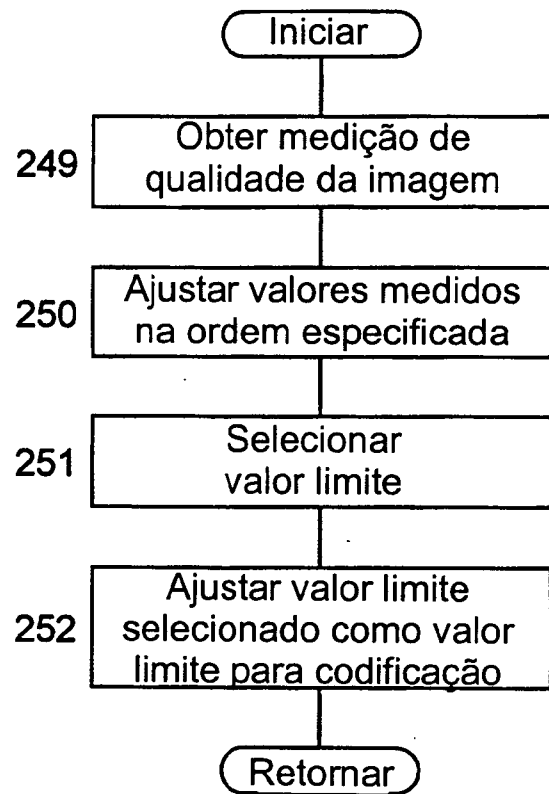 Iniciar
249
Obter medição de
qualidade da imagem
250
Ajustar valores medidos
na ordem especificada
251
Selecionar
valor limite
252
Ajustar valor limite
selecionado como valor
limite para codificação
Retornar